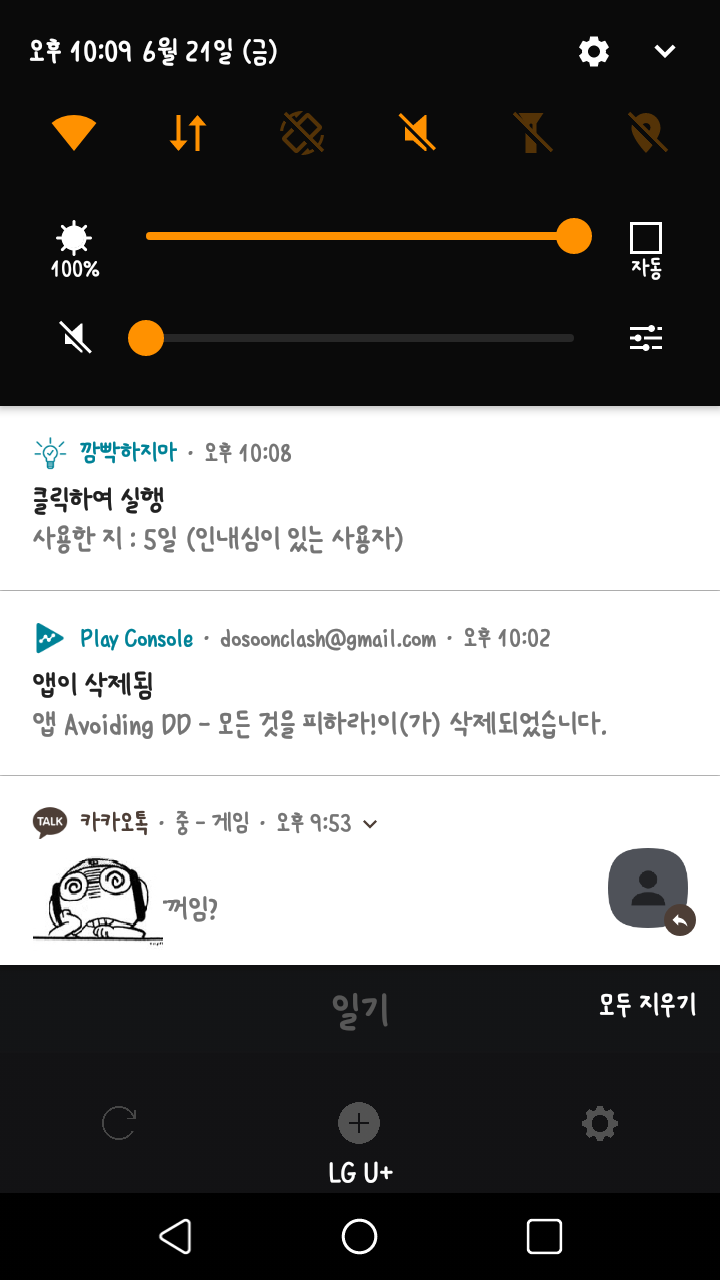 오후 10:09 6월 21일 (금)
100%
자동
깜빡하지마 · 오후 10:08
클릭하여 실행
사용한 지 : 5일 (인내심이 있는 사용자)
Play Console · dosoonclash@gmail.com · 오후 10:02
앱이 삭제됨
앱 Avoiding DD - 모든 것을 피하라!이(가) 삭제되었습니다.
TALK 카카오톡 · 중 - 게임 · 오후 9:53
꺼임?
일기
모두 지우기
LG U+